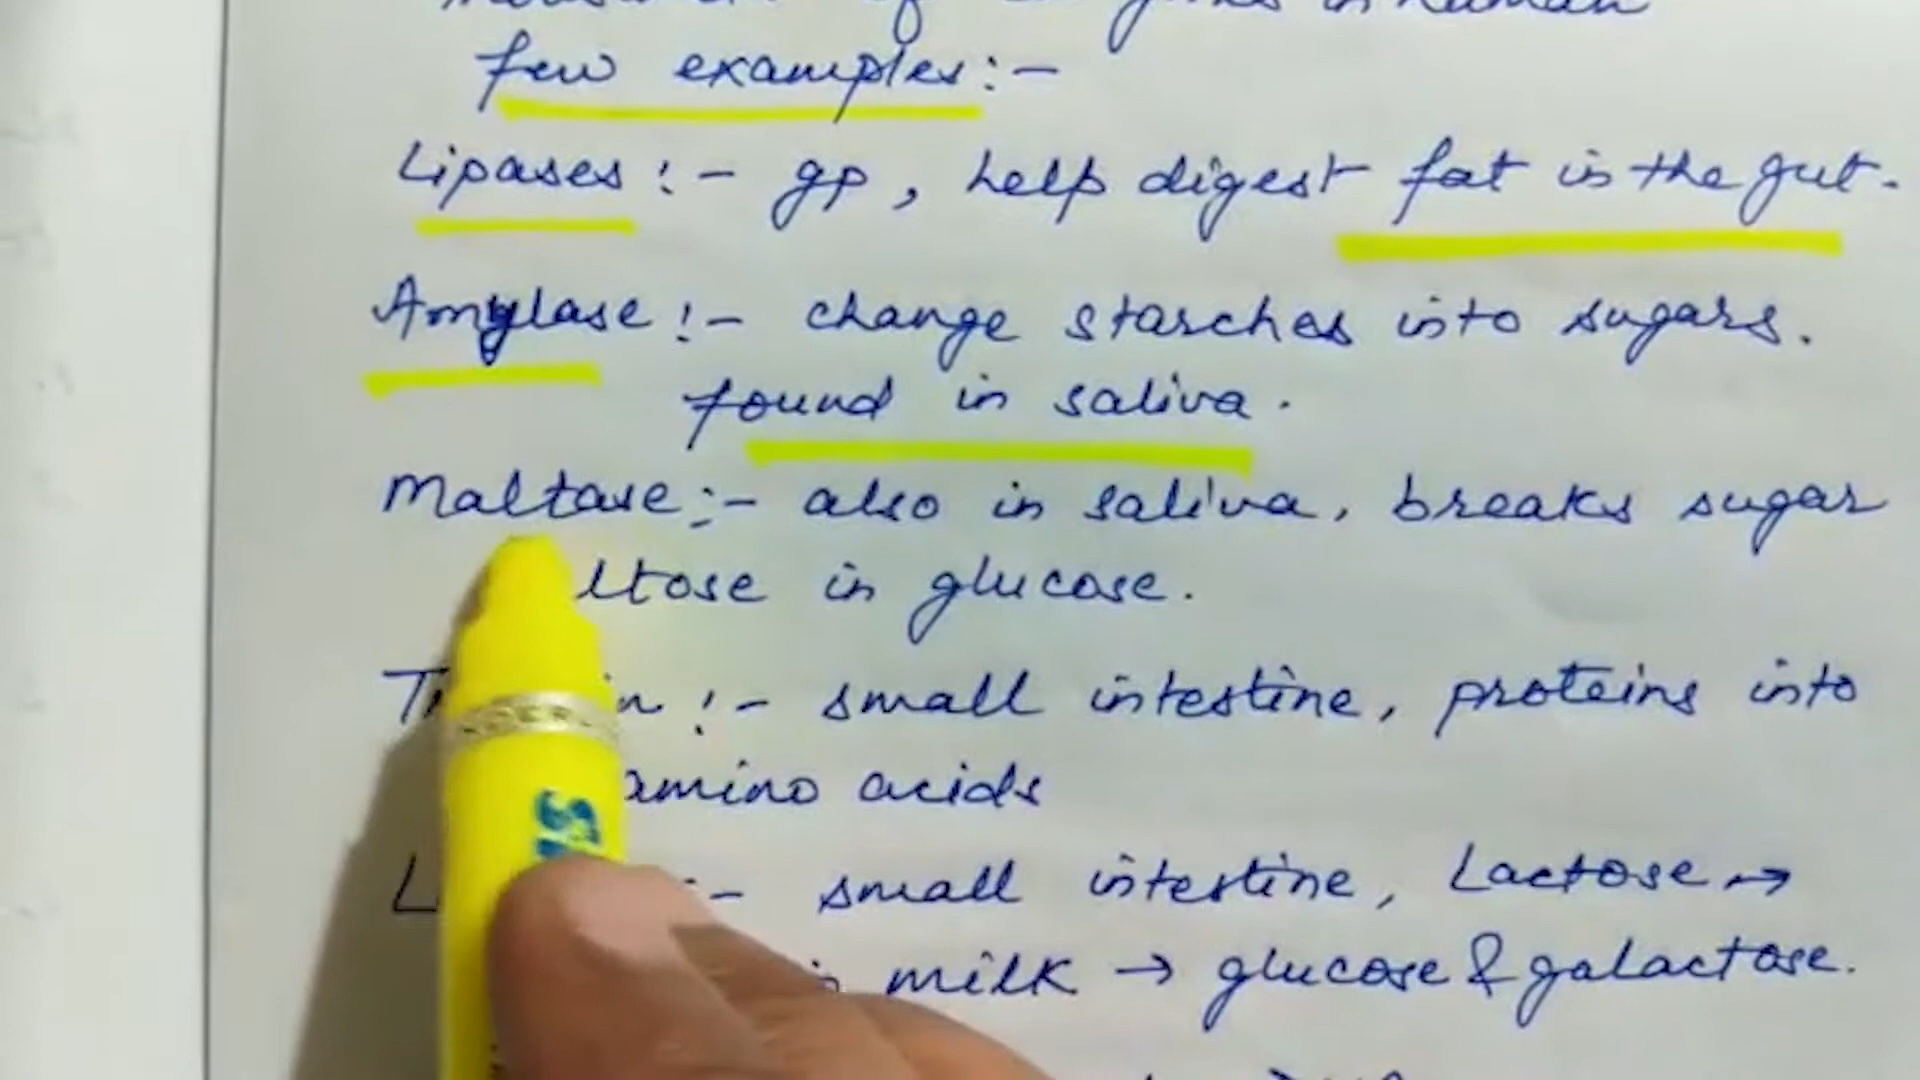 few examples:-
Lipases :- gp, help digest fat in the gut.
Amylase :- change starches into sugars.
found in saliva.
Maltase :- also in saliva, breaks sugar
ltose in glucose.
:- small intestine, proteins into
amino acids
:- small intestine, Lactose →
milk → glucose & galactose.